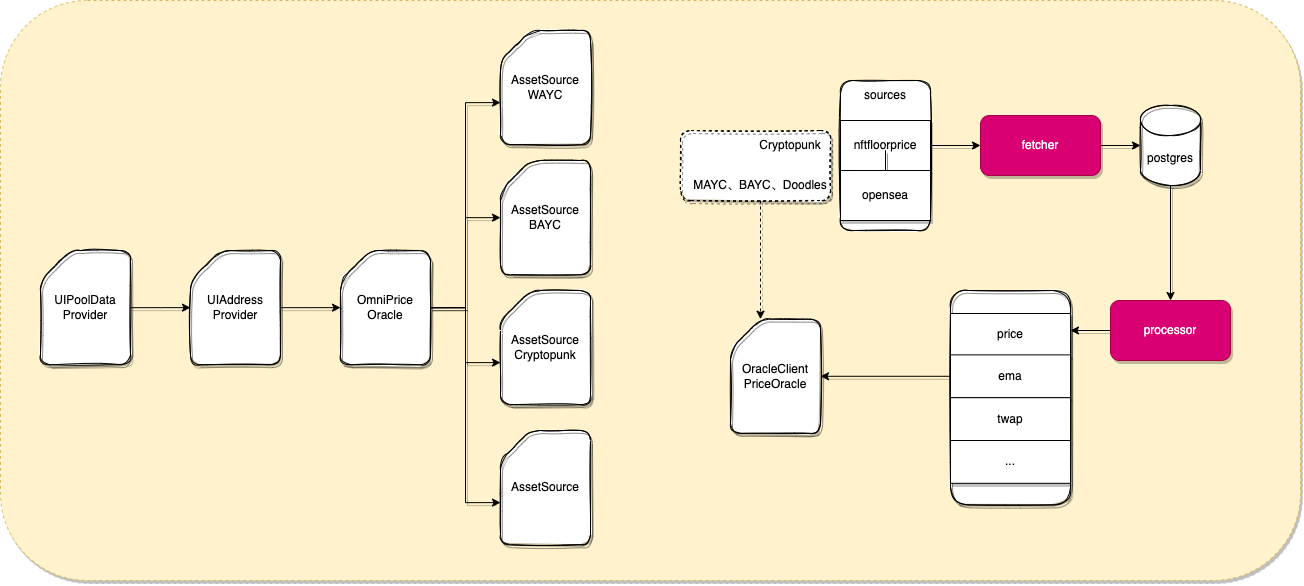 UIPoolData
Provider
UIAddress
Provider
OmniPrice
Oracle
AssetSource
WAYC
AssetSource
BAYC
AssetSource
Cryptopunk
AssetSource
Cryptopunk
MAYC、BAYC、Doodles
sources
nftfloorprice
opensea
fetcher
postgres
processor
price
ema
twap
...
OracleClient
PriceOracle